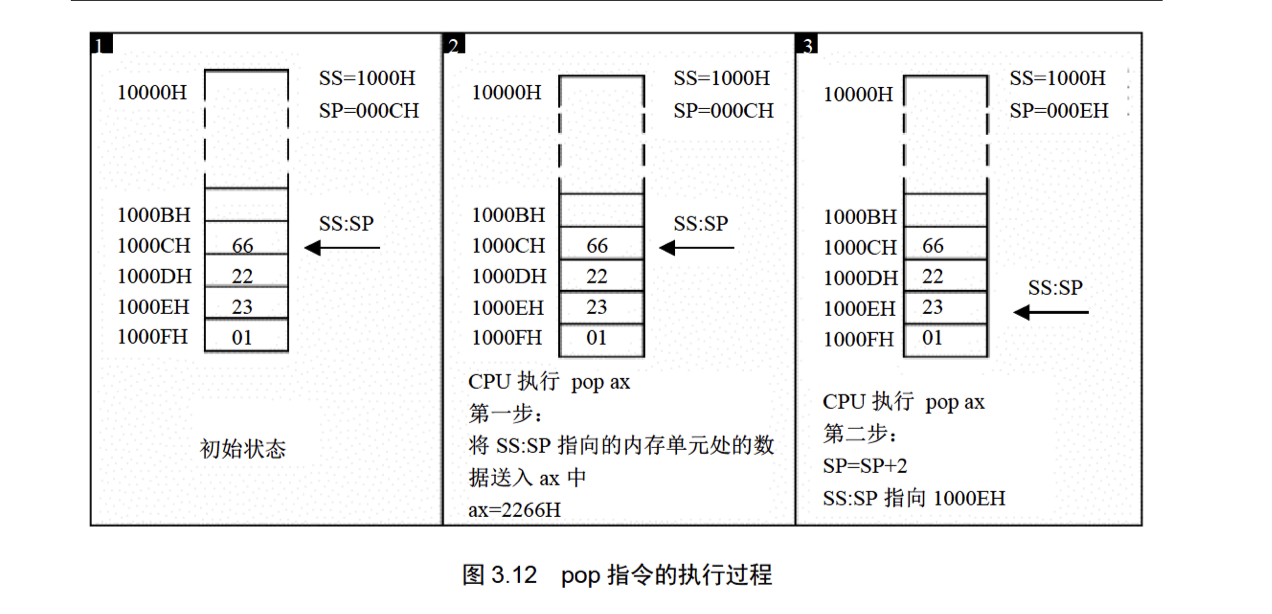 1
10000H
SS=1000H
SP=000CH
1000BH
SS:SP
1000CH 66
1000DH 22
1000EH 23
1000FH 01
初始状态
2
10000H
SS=1000H
SP=000CH
1000BH
SS:SP
1000CH 66
1000DH 22
1000EH 23
1000FH 01
CPU 执行 pop ax
第一步：
将 SS:SP 指向的内存单元处的数
据送入 ax 中
ax=2266H
3
10000H
SS=1000H
SP=000EH
1000BH
1000CH 66
1000DH 22
SS:SP
1000EH 23
1000FH 01
CPU 执行 pop ax
第二步：
SP=SP+2
SS:SP 指向 1000EH
图 3.12 pop 指令的执行过程